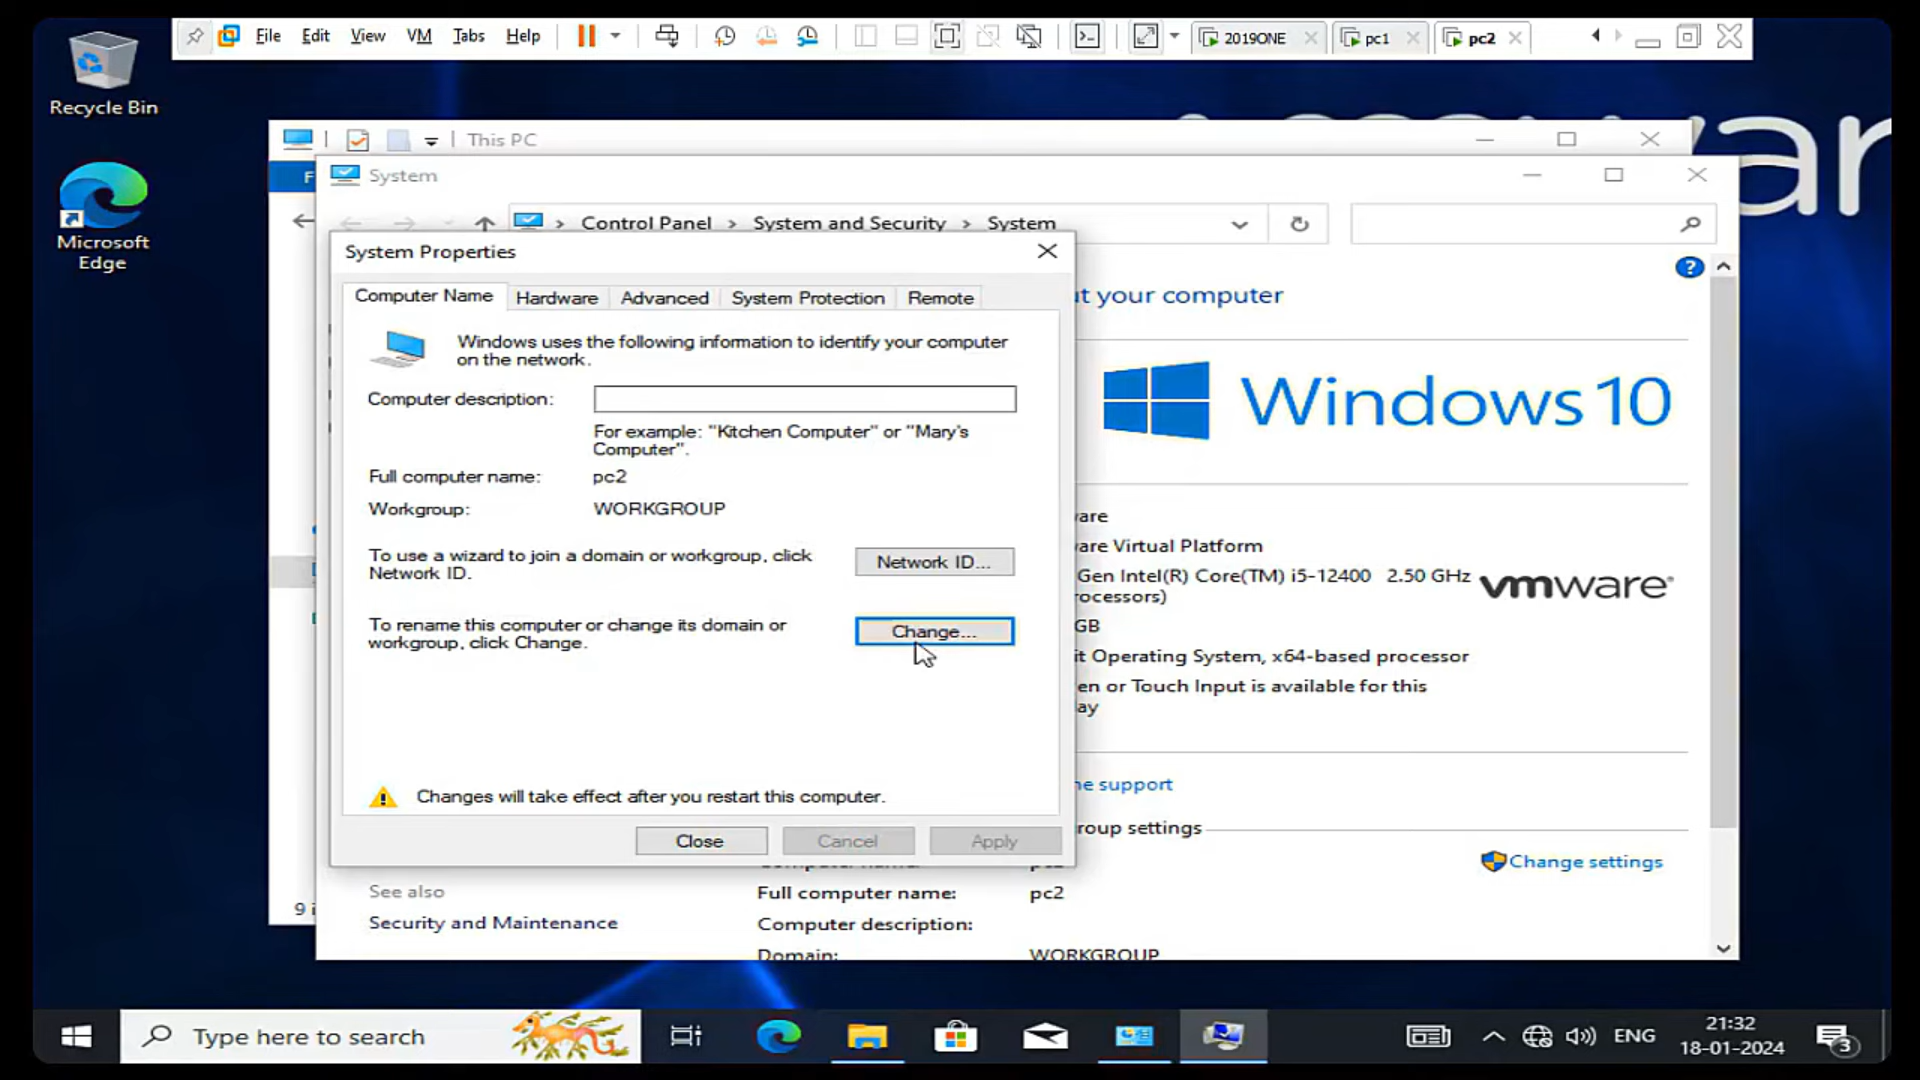 File Edit View VM Tabs Help
2019ONE
pc1
pc2
Recycle Bin
Microsoft
Edge
This PC
System
Control Panel > System and Security > System
System Properties
Computer Name
Hardware
Advanced
System Protection
Remote
Windows uses the following information to identify your computer
on the network.
Computer description:
For example: "Kitchen Computer" or "Mary's
Computer".
Full computer name: pc2
Workgroup: WORKGROUP
To use a wizard to join a domain or workgroup, click
Network ID.
Network ID...
To rename this computer or change its domain or
workgroup, click Change.
Change...
Changes will take effect after you restart this computer.
Close
Cancel
Apply
t your computer
Windows 10
are
are Virtual Platform
Gen Intel(R) Core(TM) i5-12400 2.50 GHz
ocessors)
GB
it Operating System, x64-based processor
en or Touch Input is available for this
ay
vmware
ne support
roup settings
Change settings
See also
Security and Maintenance
9 i
Full computer name: pc2
Computer description:
Domain: WORKGROUP
Type here to search
ENG
21:32
18-01-2024
3